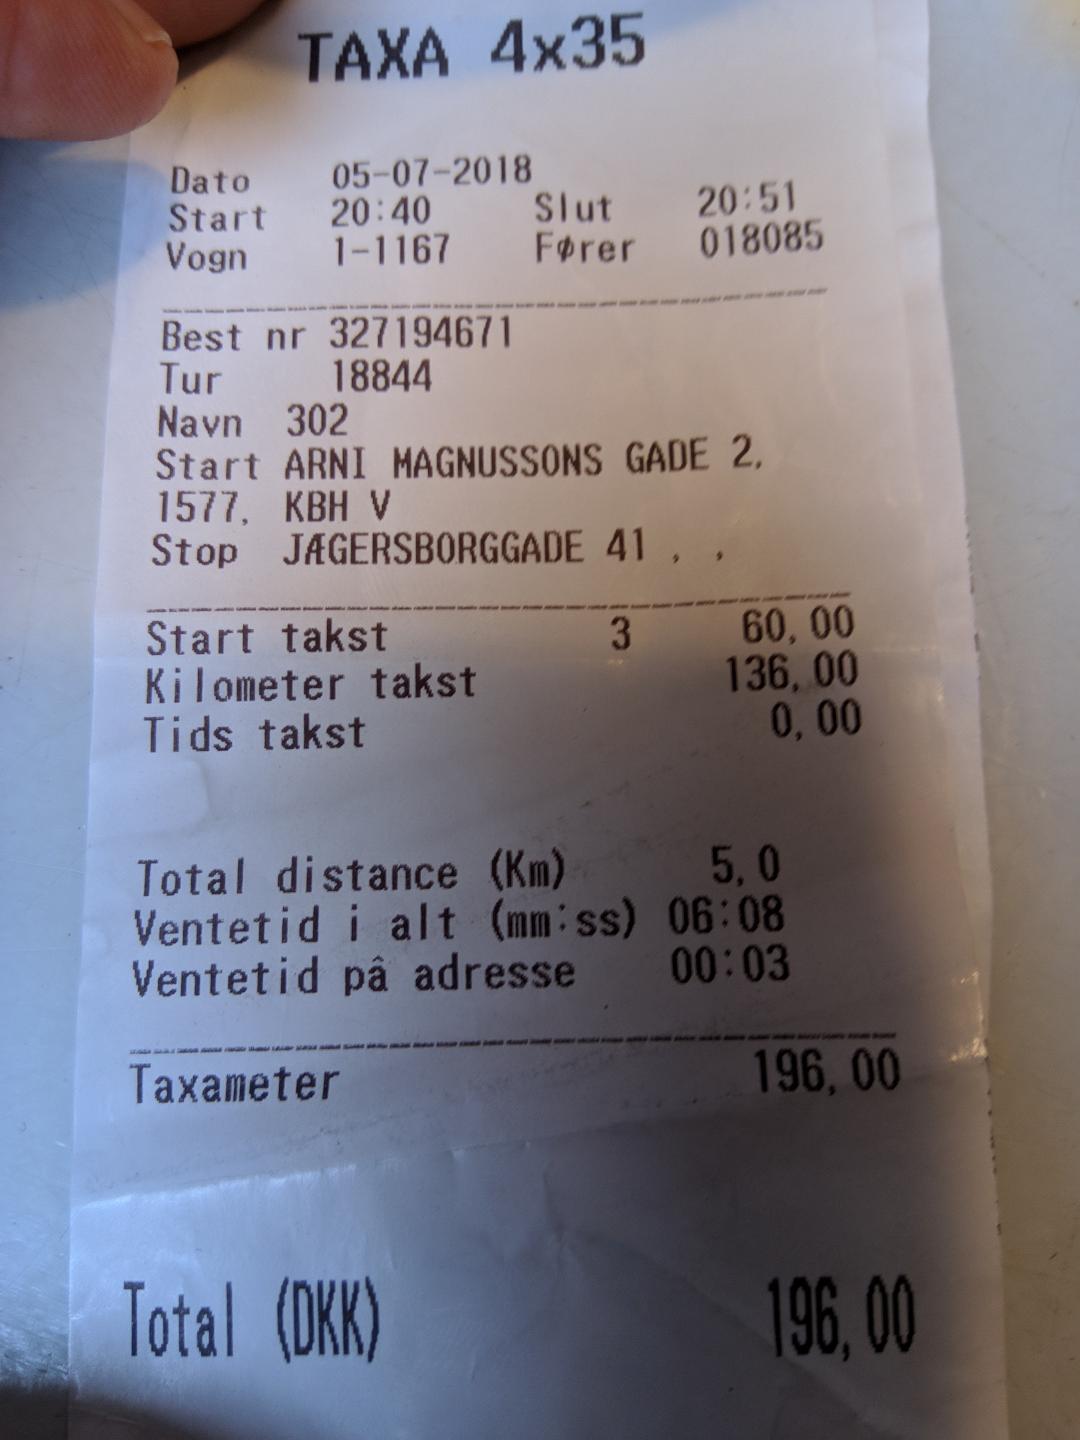 TAXA 4x35
Dato 05-07-2018
Start 20:40 Slut 20:51
Vogn 1-1167 Fører 018085
Best nr 327194671
Tur 18844
Navn 302
Start ARNI MAGNUSSONS GADE 2,
1577, KBH V
Stop JÆGERSBORGGADE 41 , ,
Start takst 3 60,00
Kilometer takst 136,00
Tids takst 0,00
Total distance (Km) 5,0
Ventetid i alt (mm:ss) 06:08
Ventetid på adresse 00:03
Taxameter 196,00
Total (DKK) 196,00